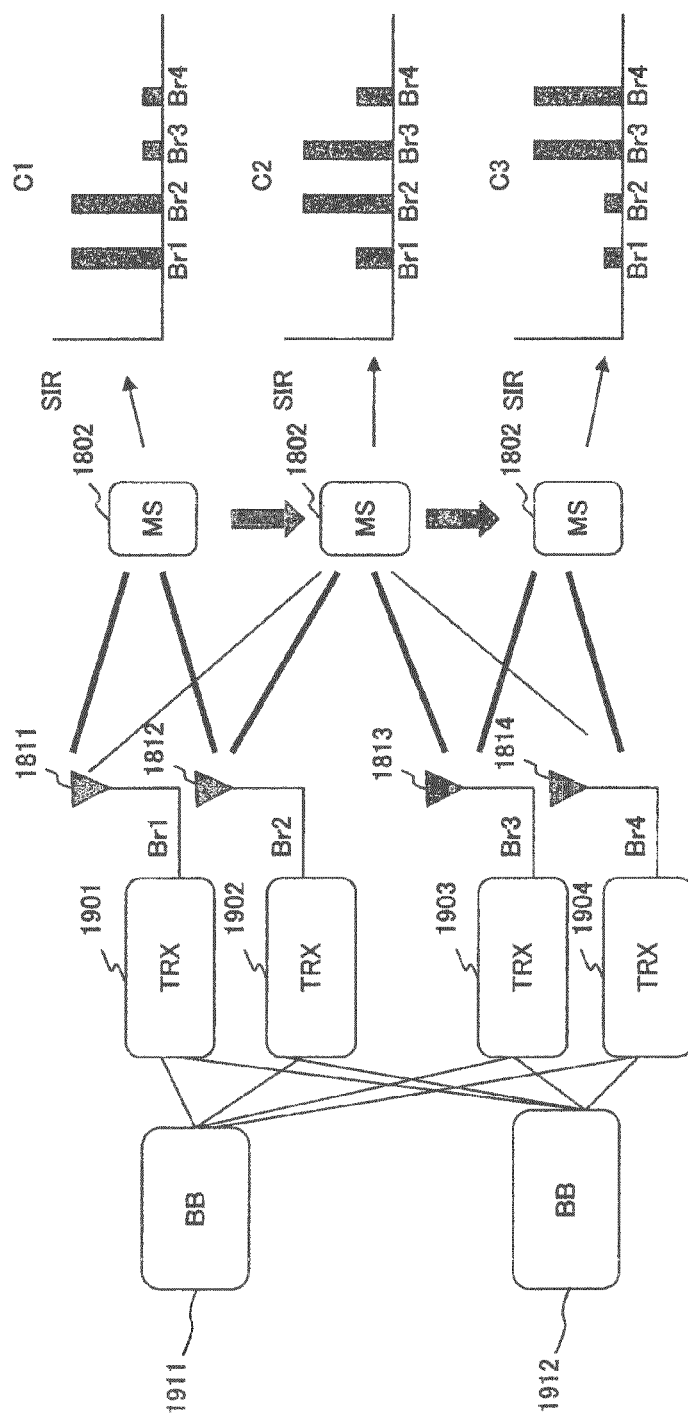 1911
BB
1912
BB
1901
TRX
Br1
1811
1902
TRX
Br2
1812
1903
TRX
Br3
1813
1904
TRX
Br4
1814
1802
MS
1802
MS
1802
MS
SIR
C1
Br1 Br2 Br3 Br4
SIR
C2
Br1 Br2 Br3 Br4
SIR
C3
Br1 Br2 Br3 Br4